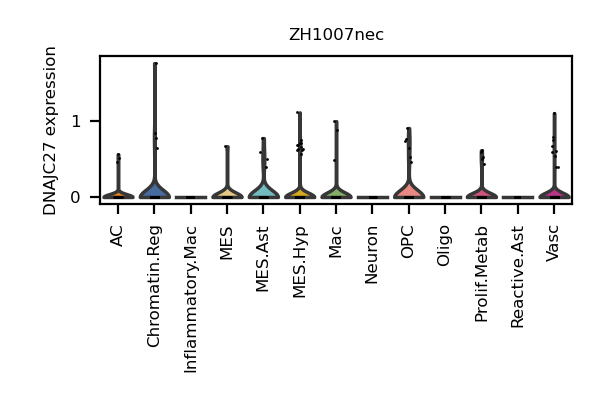 ZH1007nec
DNAJC27 expression
1
0
AC
Chromatin.Reg
Inflammatory.Mac
MES
MES.Ast
MES.Hyp
Mac
Neuron
OPC
Oligo
Prolif.Metab
Reactive.Ast
Vasc